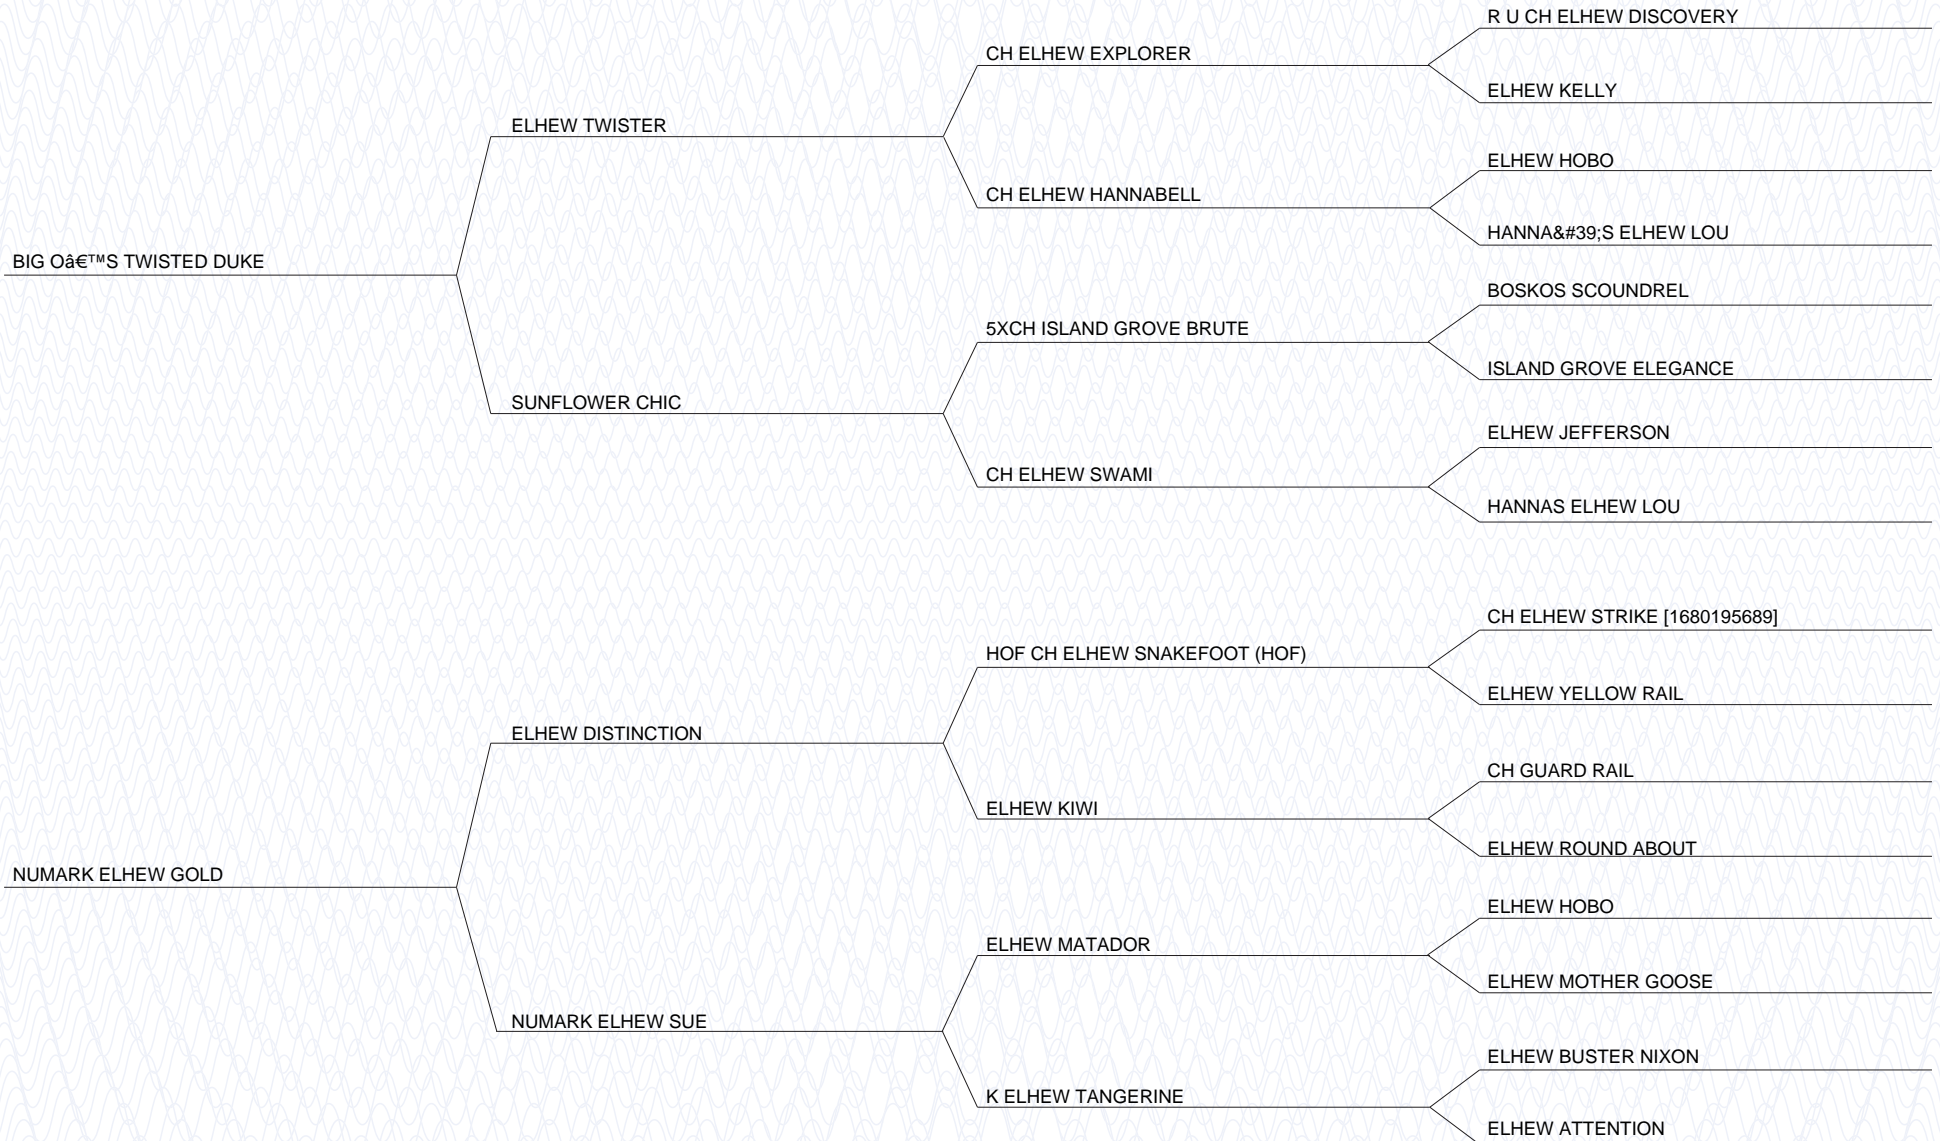 R U CH ELHEW DISCOVERY
CH ELHEW EXPLORER
ELHEW KELLY
ELHEW TWISTER
ELHEW HOBO
CH ELHEW HANNABELL
HANNA&#39;S ELHEW LOU
BIG Oâ€™S TWISTED DUKE
BOSKOS SCOUNDREL
5XCH ISLAND GROVE BRUTE
ISLAND GROVE ELEGANCE
SUNFLOWER CHIC
ELHEW JEFFERSON
CH ELHEW SWAMI
HANNAS ELHEW LOU
CH ELHEW STRIKE [1680195689]
HOF CH ELHEW SNAKEFOOT (HOF)
ELHEW YELLOW RAIL
ELHEW DISTINCTION
CH GUARD RAIL
ELHEW KIWI
ELHEW ROUND ABOUT
NUMARK ELHEW GOLD
ELHEW HOBO
ELHEW MATADOR
ELHEW MOTHER GOOSE
NUMARK ELHEW SUE
ELHEW BUSTER NIXON
K ELHEW TANGERINE
ELHEW ATTENTION